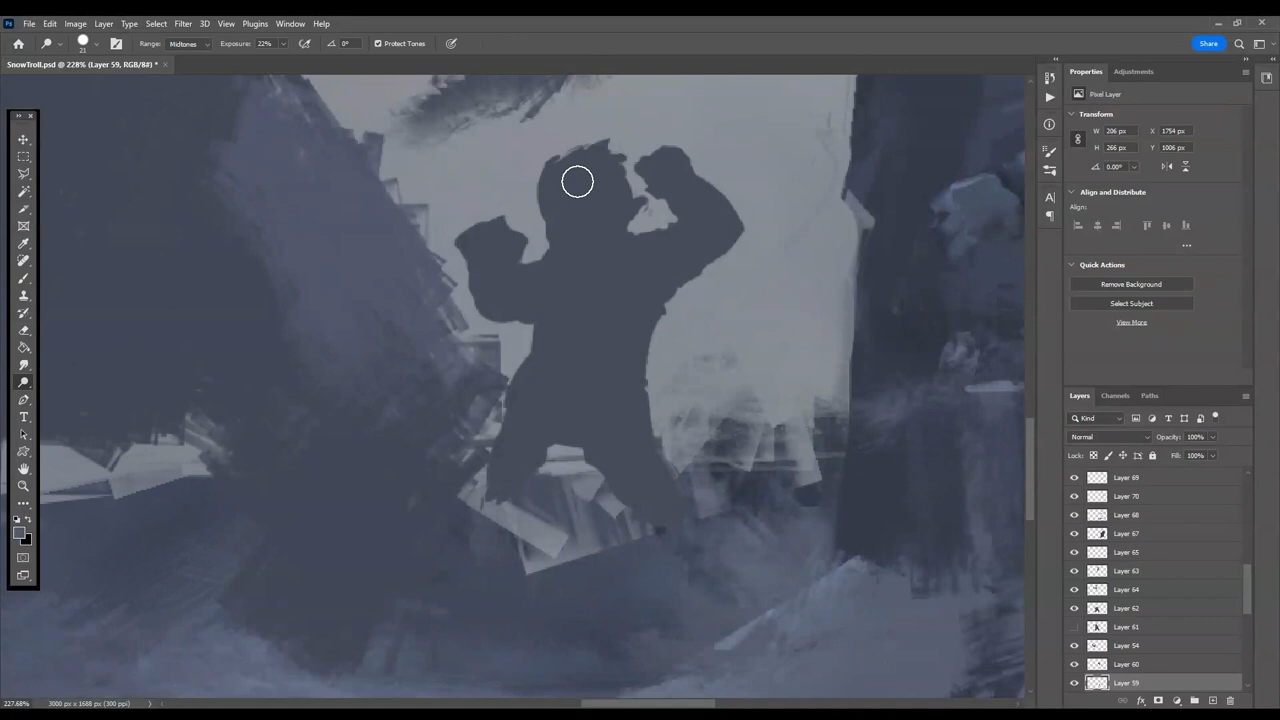 Ps File Edit Image Layer Type Select Filter 3D View Plugins Window Help
21 Range: Midtones Exposure: 22% 0° Protect Tones Share
SnowTroll.psd @ 228% (Layer 59, RGB/8#) *
Properties Adjustments
Pixel Layer
Transform
W 206 px X 1754 px
H 266 px Y 1006 px
0.00°
Align and Distribute
Align:
Quick Actions
Remove Background
Select Subject
View More
Layers Channels Paths
Kind
Normal Opacity: 100%
Lock: Fill: 100%
Layer 69
Layer 70
Layer 68
Layer 67
Layer 65
Layer 63
Layer 64
Layer 62
Layer 61
Layer 54
Layer 60
Layer 59
227.68% 3000 px x 1688 px (300 ppi)